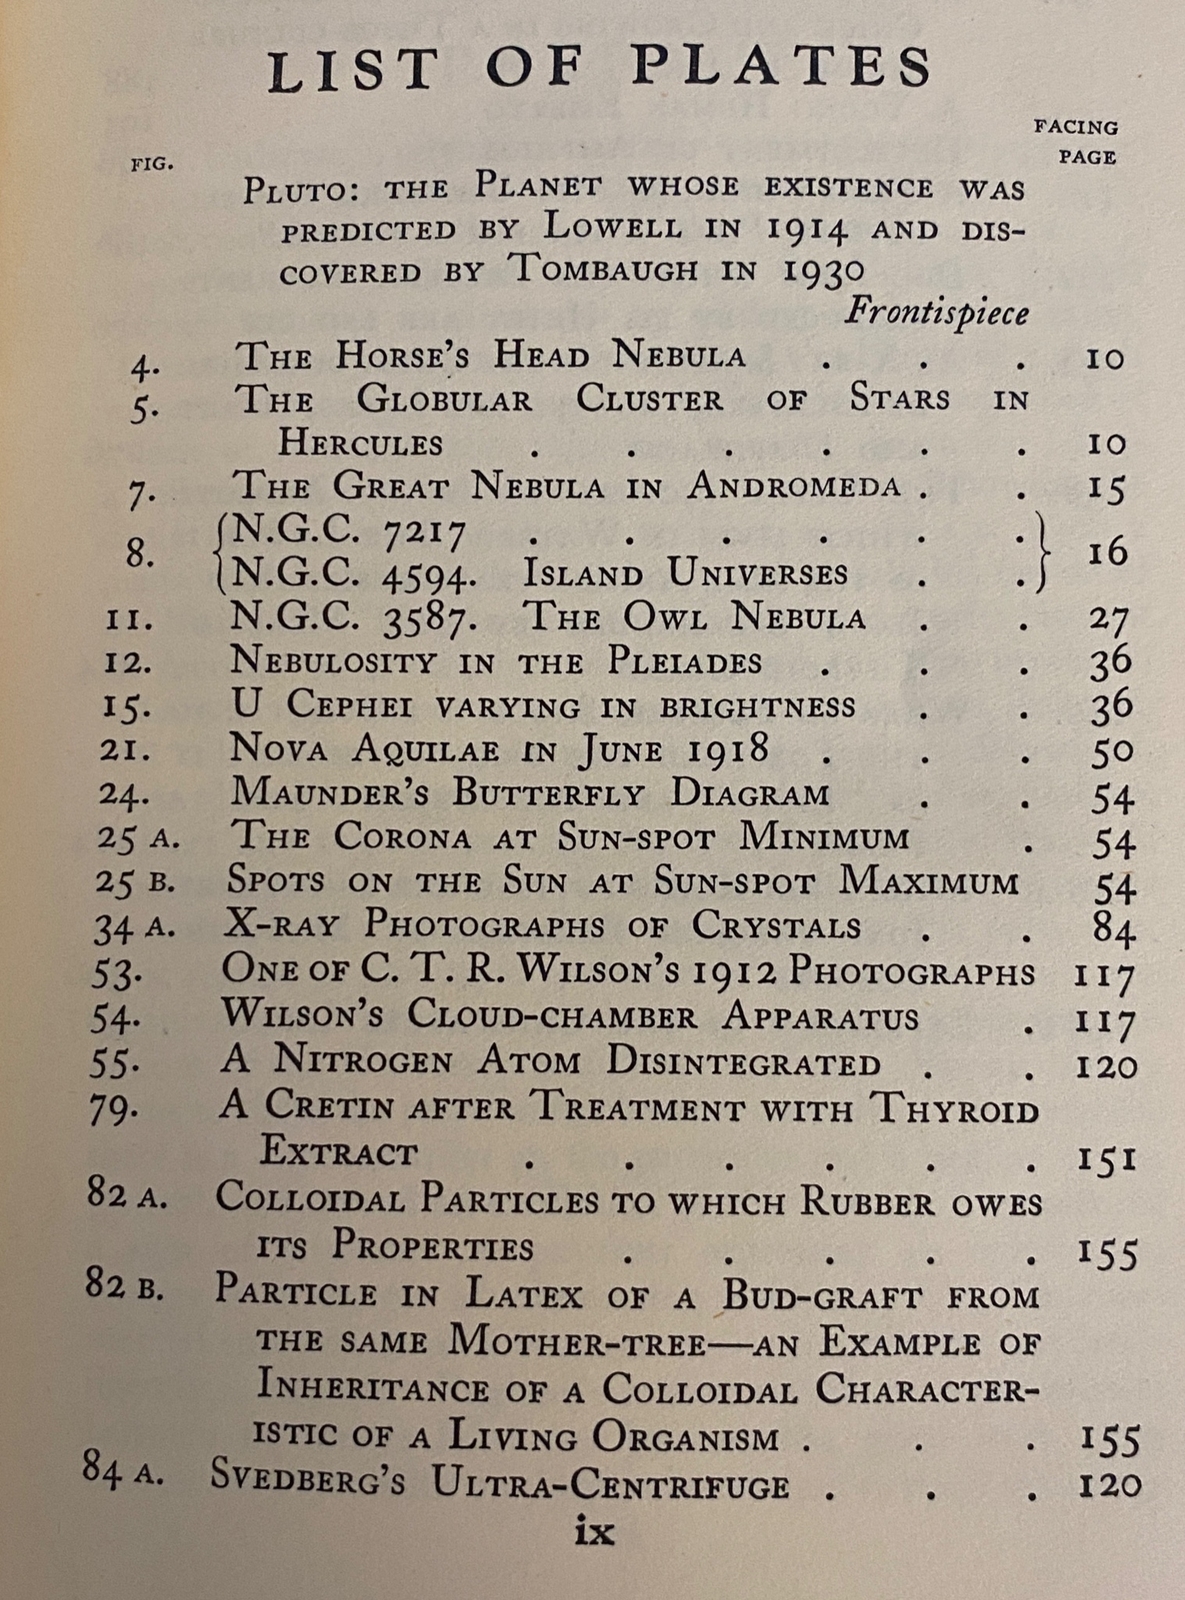 LIST OF PLATES
FACING
FIG. PAGE
PLUTO: THE PLANET WHOSE EXISTENCE WAS
PREDICTED BY LOWELL IN 1914 AND DIS-
COVERED BY TOMBAUGH IN 1930
Frontispiece
4. THE HORSE'S HEAD NEBULA . . . 10
5. THE GLOBULAR CLUSTER OF STARS IN
HERCULES . . . . . . 10
7. THE GREAT NEBULA IN ANDROMEDA . . 15
8. {N.G.C. 7217 . . . . . .} 16
{N.G.C. 4594. ISLAND UNIVERSES . .}
11. N.G.C. 3587. THE OWL NEBULA . . 27
12. NEBULOSITY IN THE PLEIADES . . . 36
15. U CEPHEI VARYING IN BRIGHTNESS . . 36
21. NOVA AQUILAE IN JUNE 1918 . . . 50
24. MAUNDER'S BUTTERFLY DIAGRAM . . 54
25 A. THE CORONA AT SUN-SPOT MINIMUM . 54
25 B. SPOTS ON THE SUN AT SUN-SPOT MAXIMUM 54
34 A. X-RAY PHOTOGRAPHS OF CRYSTALS . . 84
53. ONE OF C. T. R. WILSON'S 1912 PHOTOGRAPHS 117
54. WILSON'S CLOUD-CHAMBER APPARATUS . 117
55. A NITROGEN ATOM DISINTEGRATED . . 120
79. A CRETIN AFTER TREATMENT WITH THYROID
EXTRACT . . . . . . 151
82 A. COLLOIDAL PARTICLES TO WHICH RUBBER OWES
ITS PROPERTIES . . . . . 155
82 B. PARTICLE IN LATEX OF A BUD-GRAFT FROM
THE SAME MOTHER-TREE—AN EXAMPLE OF
INHERITANCE OF A COLLOIDAL CHARACTER-
ISTIC OF A LIVING ORGANISM . . . 155
84 A. SVEDBERG'S ULTRA-CENTRIFUGE . . . 120
ix